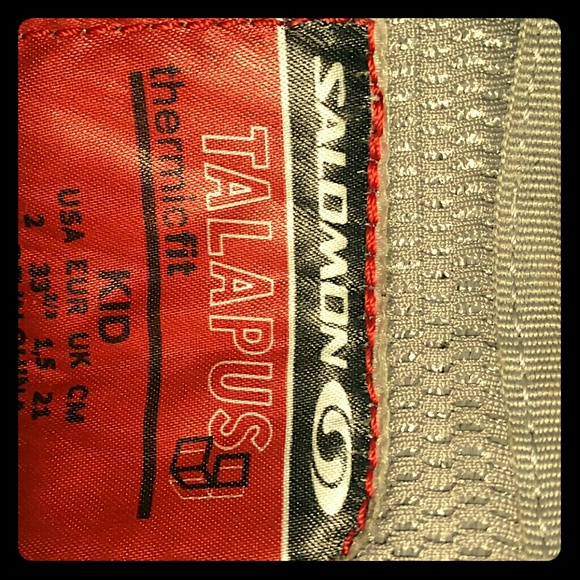 SALOMON
TALAPUS
thermicfit
KID
USA EUR UK CM
2 33 1/2 1,5 21